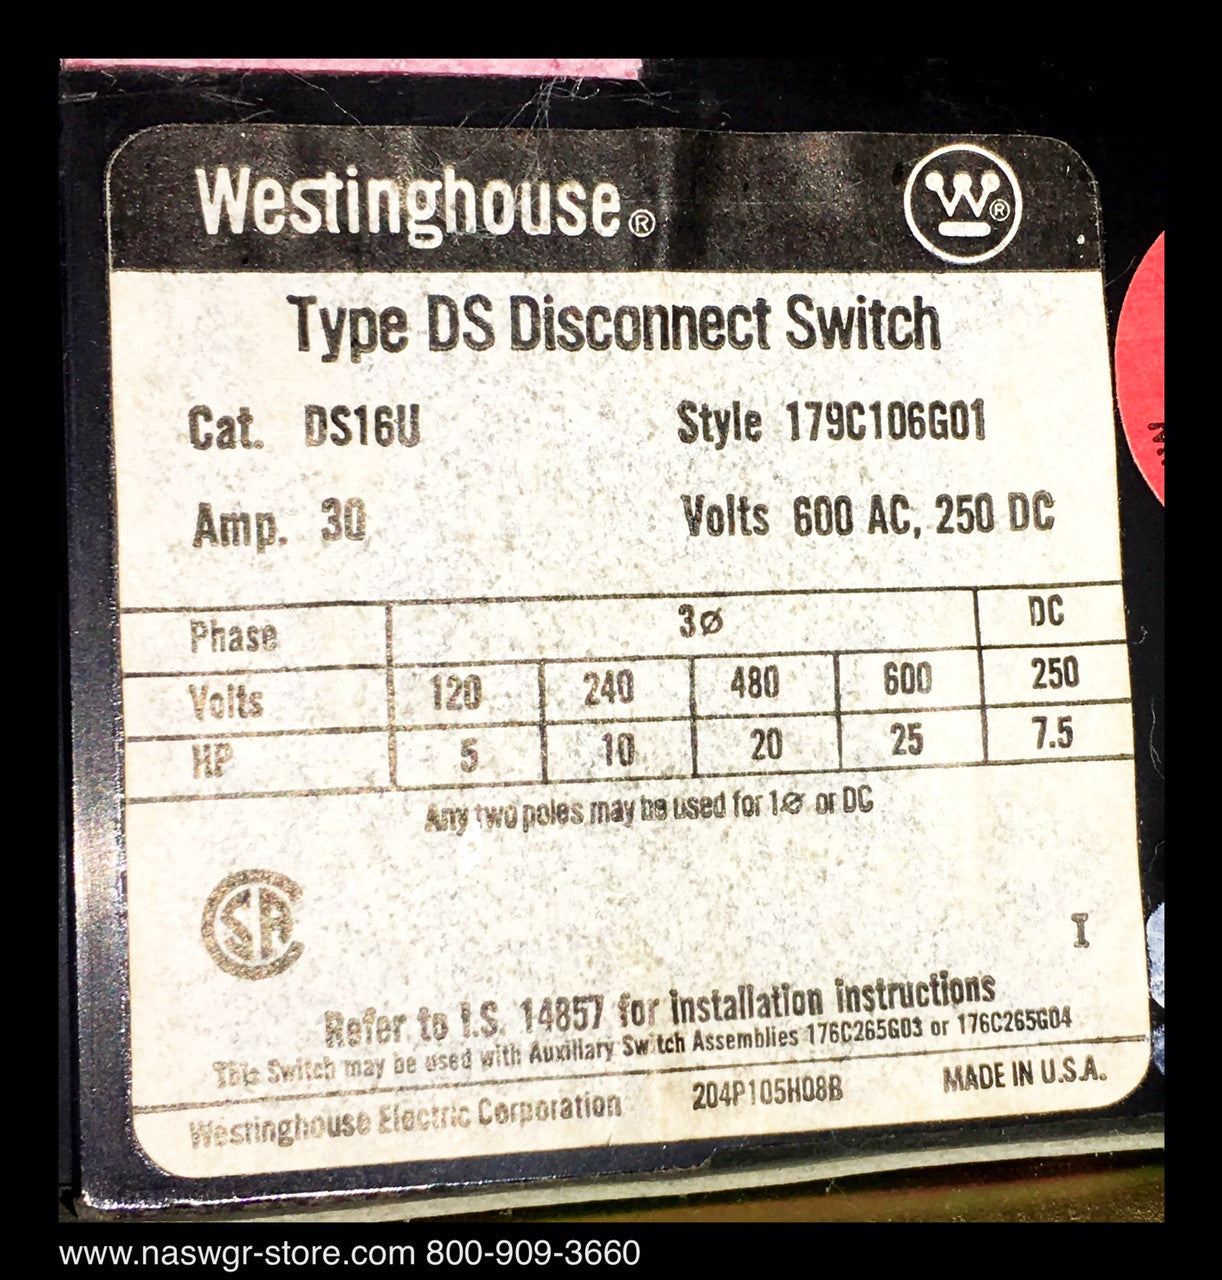 Westinghouse®
W®
Type DS Disconnect Switch
Cat. DS16U Style 179C106G01
Amp. 30 Volts 600 AC, 250 DC
Phase 3ø DC
Volts 120 240 480 600 250
HP 5 10 20 25 7.5
Any two poles may be used for 1ø or DC
CSA
I
Refer to I.S. 14857 for installation instructions
This Switch may be used with Auxiliary Switch Assemblies 176C265G03 or 176C265G04
Westinghouse Electric Corporation 204P105H08B MADE IN U.S.A.
www.naswgr-store.com 800-909-3660